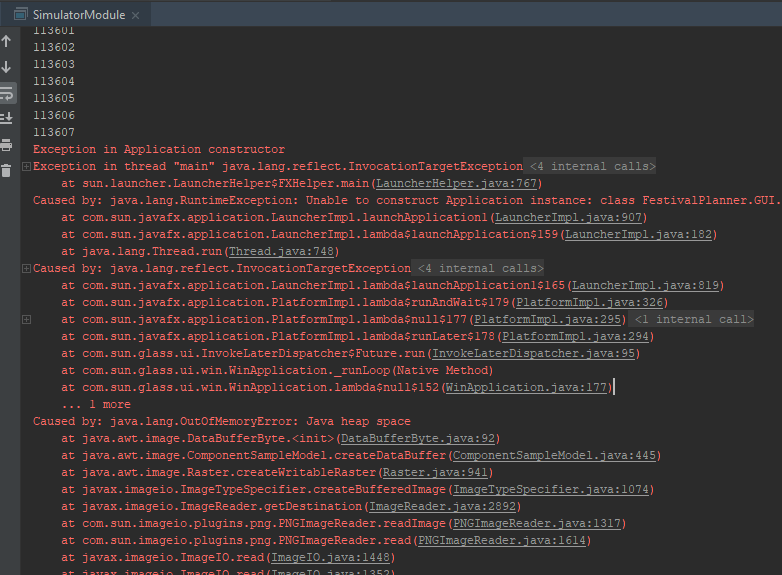 SimulatorModule
113601
113602
113603
113604
113605
113606
113607
Exception in Application constructor
Exception in thread "main" java.lang.reflect.InvocationTargetException <4 internal calls>
at sun.launcher.LauncherHelper$FXHelper.main(LauncherHelper.java:767)
Caused by: java.lang.RuntimeException: Unable to construct Application instance: class FestivalPlanner.GUI.
at com.sun.javafx.application.LauncherImpl.launchApplication1(LauncherImpl.java:907)
at com.sun.javafx.application.LauncherImpl.lambda$launchApplication$159(LauncherImpl.java:182)
at java.lang.Thread.run(Thread.java:748)
Caused by: java.lang.reflect.InvocationTargetException <4 internal calls>
at com.sun.javafx.application.LauncherImpl.lambda$launchApplication1$165(LauncherImpl.java:819)
at com.sun.javafx.application.PlatformImpl.lambda$runAndWait$179(PlatformImpl.java:326)
at com.sun.javafx.application.PlatformImpl.lambda$null$177(PlatformImpl.java:295) <1 internal call>
at com.sun.javafx.application.PlatformImpl.lambda$runLater$178(PlatformImpl.java:294)
at com.sun.glass.ui.InvokeLaterDispatcher$Future.run(InvokeLaterDispatcher.java:95)
at com.sun.glass.ui.win.WinApplication._runLoop(Native Method)
at com.sun.glass.ui.win.WinApplication.lambda$null$152(WinApplication.java:177)
... 1 more
Caused by: java.lang.OutOfMemoryError: Java heap space
at java.awt.image.DataBufferByte.<init>(DataBufferByte.java:92)
at java.awt.image.ComponentSampleModel.createDataBuffer(ComponentSampleModel.java:445)
at java.awt.image.Raster.createWritableRaster(Raster.java:941)
at javax.imageio.ImageTypeSpecifier.createBufferedImage(ImageTypeSpecifier.java:1074)
at javax.imageio.ImageReader.getDestination(ImageReader.java:2892)
at com.sun.imageio.plugins.png.PNGImageReader.readImage(PNGImageReader.java:1317)
at com.sun.imageio.plugins.png.PNGImageReader.read(PNGImageReader.java:1614)
at javax.imageio.ImageIO.read(ImageIO.java:1448)
at javax.imageio.ImageIO.read(ImageIO.java:1352)